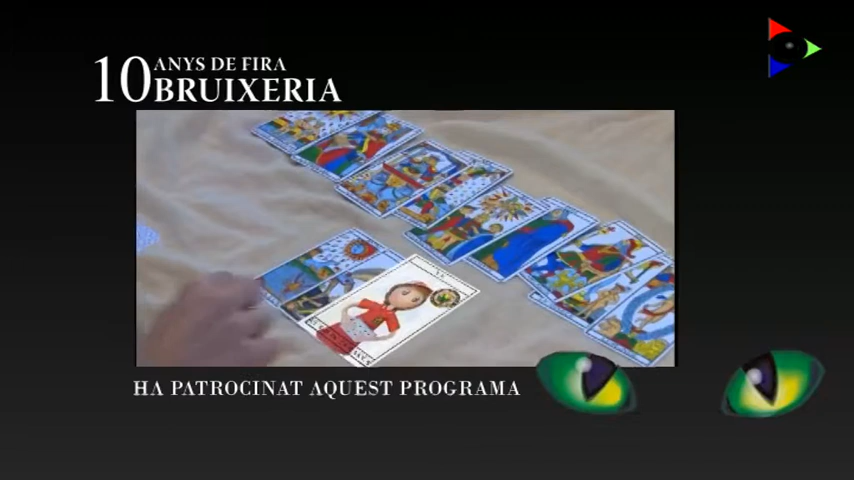 10 ANYS DE FIRA
BRUIXERIA
HA PATROCINAT AQUEST PROGRAMA